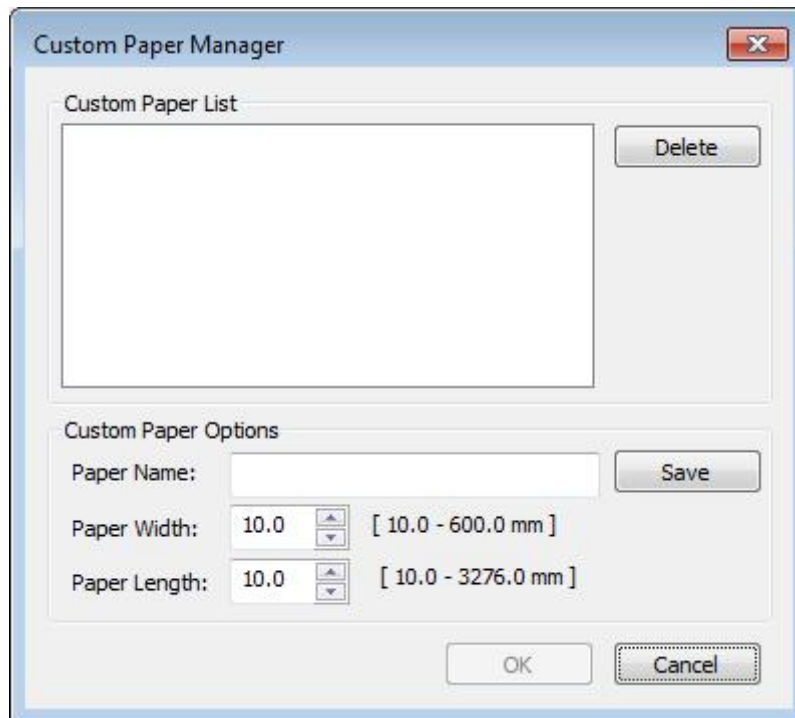 Custom Paper Manager
Custom Paper List
Delete
Custom Paper Options
Paper Name:
Save
Paper Width: 10.0 [ 10.0 - 600.0 mm ]
Paper Length: 10.0 [ 10.0 - 3276.0 mm ]
OK Cancel